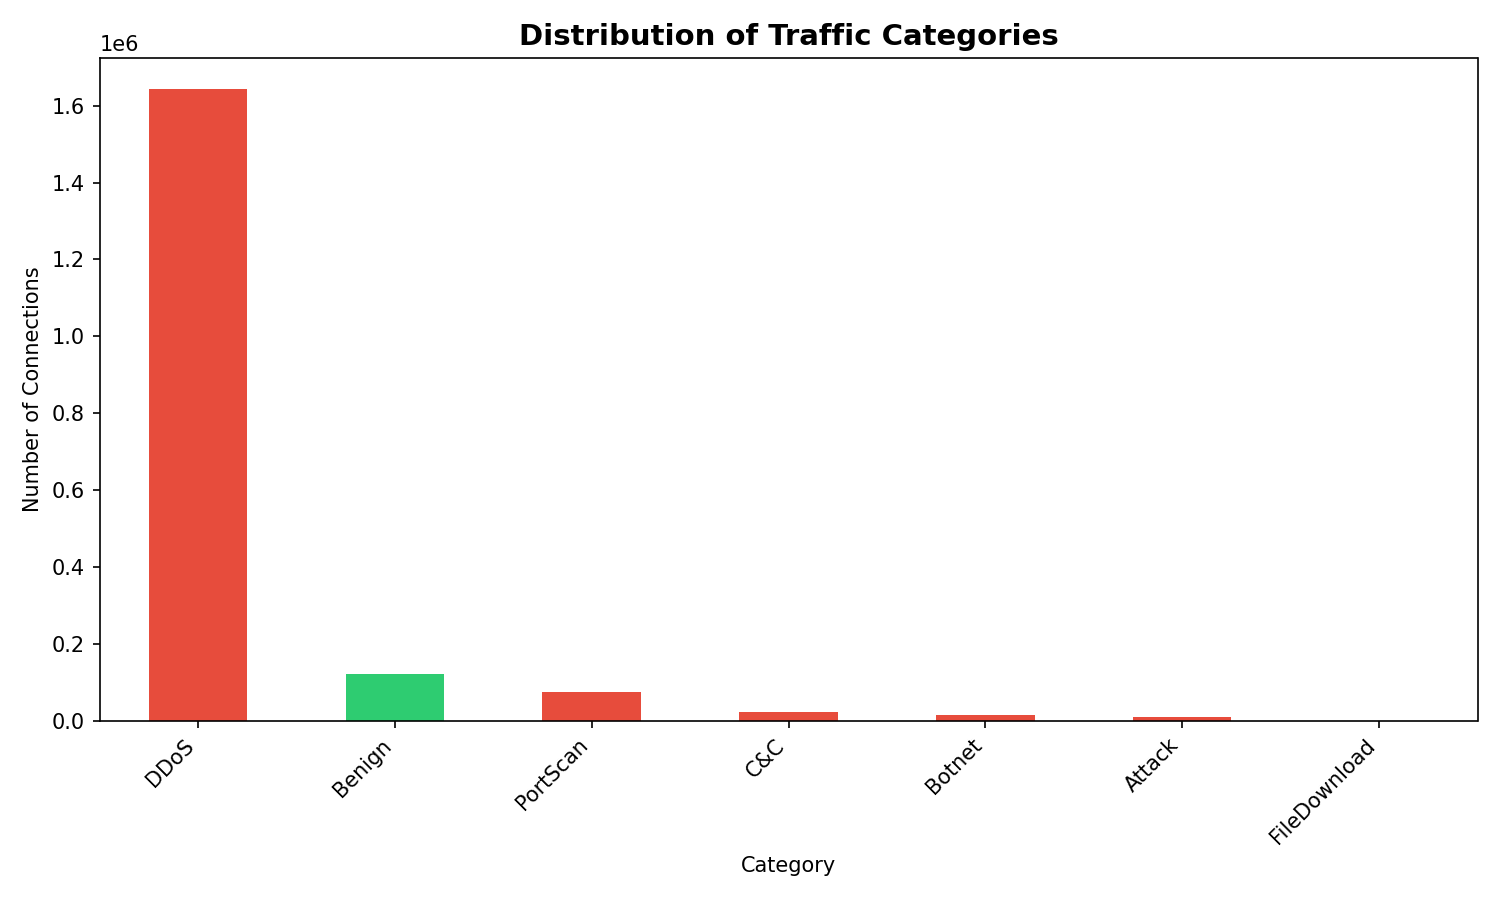 Distribution of Traffic Categories
1e6
1.6
1.4
1.2
1.0
0.8
0.6
0.4
0.2
0.0
Number of Connections
DDoS
Benign
PortScan
C&C
Botnet
Attack
FileDownload
Category